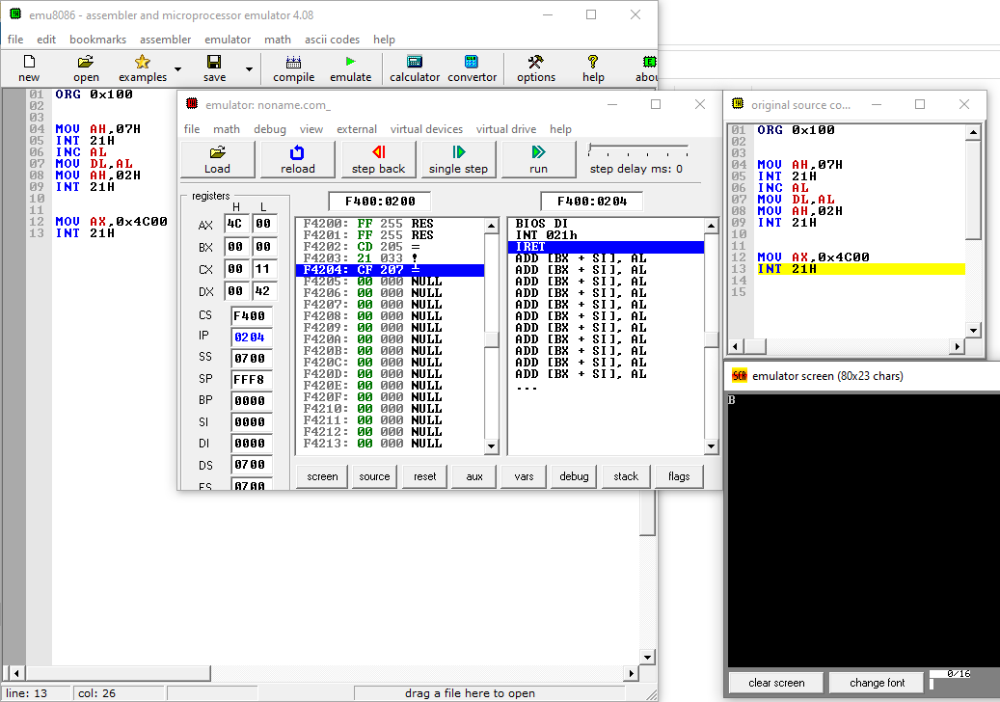 emu8086 - assembler and microprocessor emulator 4.08
file edit bookmarks assembler emulator math ascii codes help
new open examples save compile emulate calculator convertor options help abou
01 ORG 0x100
02
03
04 MOV AH,07H
05 INT 21H
06 INC AL
07 MOV DL,AL
08 MOV AH,02H
09 INT 21H
10
11
12 MOV AX,0x4C00
13 INT 21H
emulator: noname.com_
file math debug view external virtual devices virtual drive help
Load reload step back single step run step delay ms: 0
registers
H L
AX 4C 00
BX 00 00
CX 00 11
DX 00 42
CS F400
IP 0204
SS 0700
SP FFF8
BP 0000
SI 0000
DI 0000
DS 0700
ES 0700
F400:0200
F4200: FF 255 RES
F4201: FF 255 RES
F4202: CD 205 =
F4203: 21 033 !
F4204: CF 207 ╧
F4205: 00 000 NULL
F4206: 00 000 NULL
F4207: 00 000 NULL
F4208: 00 000 NULL
F4209: 00 000 NULL
F420A: 00 000 NULL
F420B: 00 000 NULL
F420C: 00 000 NULL
F420D: 00 000 NULL
F420E: 00 000 NULL
F420F: 00 000 NULL
F4210: 00 000 NULL
F4211: 00 000 NULL
F4212: 00 000 NULL
F4213: 00 000 NULL
F400:0204
BIOS DI
INT 021h
IRET
ADD [BX + SI], AL
ADD [BX + SI], AL
ADD [BX + SI], AL
ADD [BX + SI], AL
ADD [BX + SI], AL
ADD [BX + SI], AL
ADD [BX + SI], AL
ADD [BX + SI], AL
ADD [BX + SI], AL
ADD [BX + SI], AL
ADD [BX + SI], AL
...
screen source reset aux vars debug stack flags
original source co...
01 ORG 0x100
02
03
04 MOV AH,07H
05 INT 21H
06 INC AL
07 MOV DL,AL
08 MOV AH,02H
09 INT 21H
10
11
12 MOV AX,0x4C00
13 INT 21H
14
15
SCR emulator screen (80x23 chars)
B
clear screen change font 0/16
line: 13 col: 26 drag a file here to open